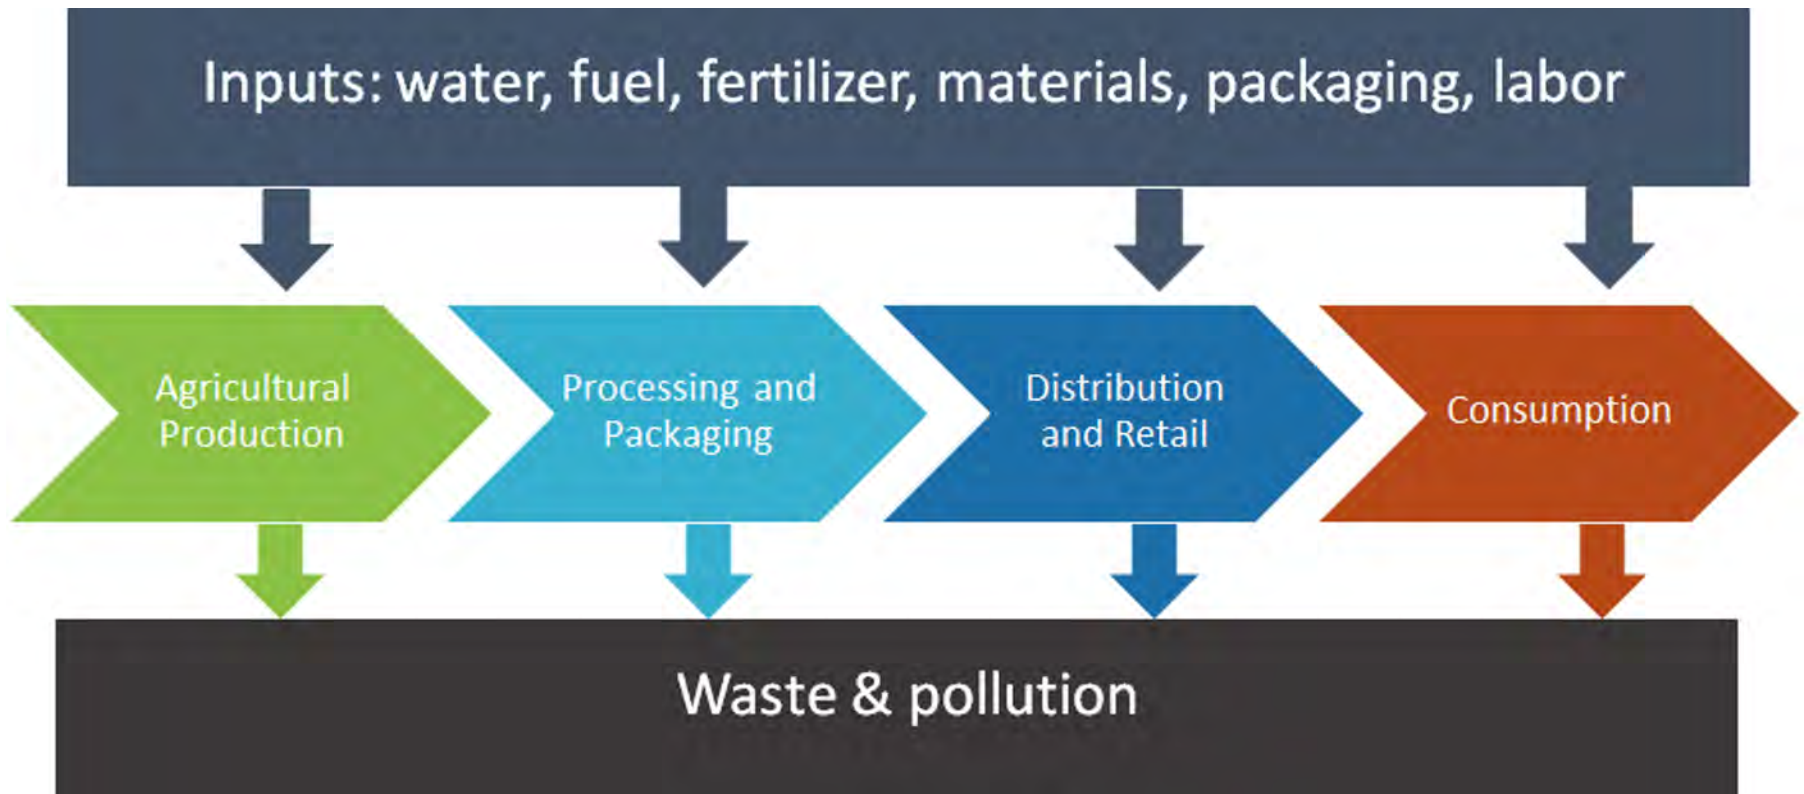 Inputs: water, fuel, fertilizer, materials, packaging, labor
Agricultural
Production
Processing and
Packaging
Distribution
and Retail
Consumption
Waste & pollution